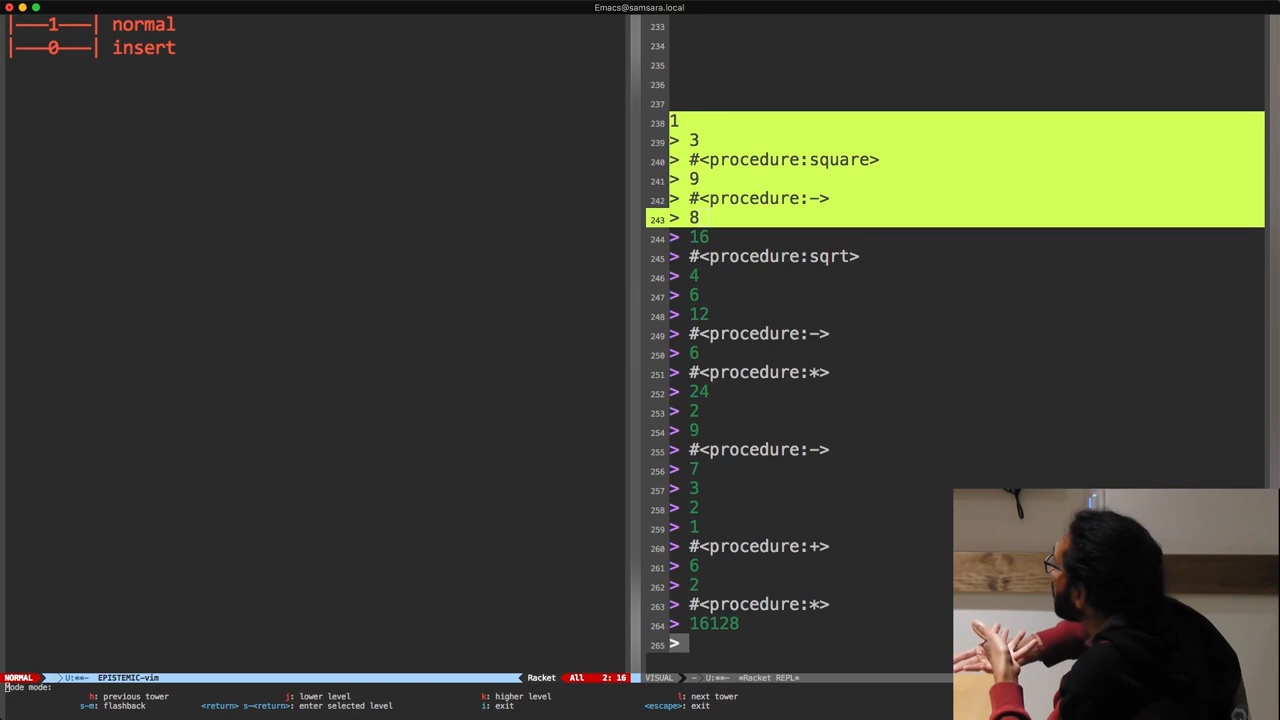 Emacs@samsara.local
|———1———| normal
|———0———| insert
233
234
235
236
237
238 1
239 > 3
240 > #<procedure:square>
241 > 9
242 > #<procedure:->
243 > 8
244 > 16
245 > #<procedure:sqrt>
246 > 4
247 > 6
248 > 12
249 > #<procedure:->
250 > 6
251 > #<procedure:*>
252 > 24
253 > 2
254 > 9
255 > #<procedure:->
256 > 7
257 > 3
258 > 2
259 > 1
260 > #<procedure:+>
261 > 6
262 > 2
263 > #<procedure:*>
264 > 16128
265 >
NORMAL U:**- EPISTEMIC-vim Racket All 2: 16
VISUAL - U:**- *Racket REPL*
Mode mode:
h: previous tower j: lower level k: higher level l: next tower
s-m: flashback <return> s-<return>: enter selected level i: exit <escape>: exit